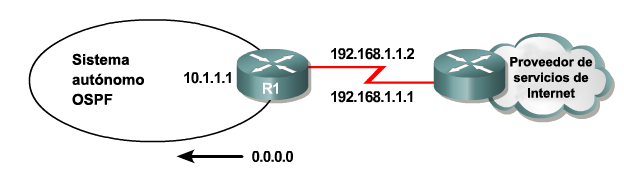 Sistema
autónomo
OSPF
10.1.1.1
R1
192.168.1.1.2
192.168.1.1.1
Proveedor de
servicios de
Internet
0.0.0.0